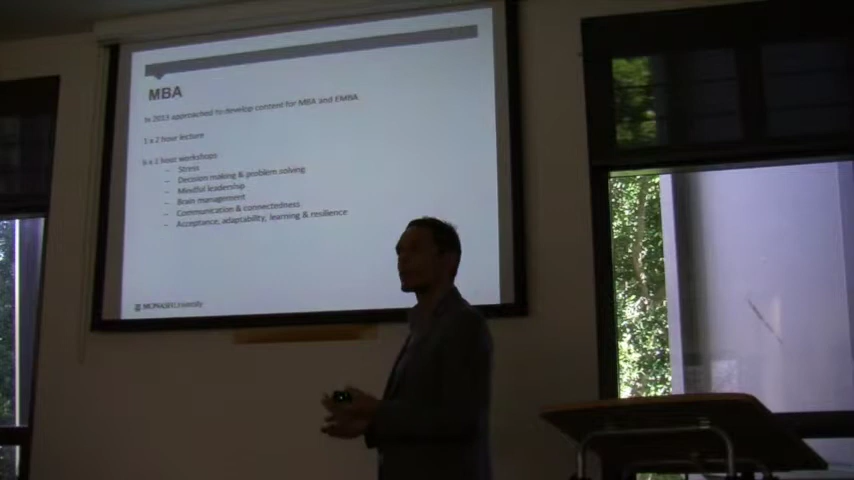 MBA
In 2013 approached to develop content for MBA and EMBA
1 x 2 hour lecture
6 x 1 hour workshops
– Stress
– Decision making & problem solving
– Mindful leadership
– Brain management
– Communication & connectedness
– Acceptance, adaptability, learning & resilience
MONASH University